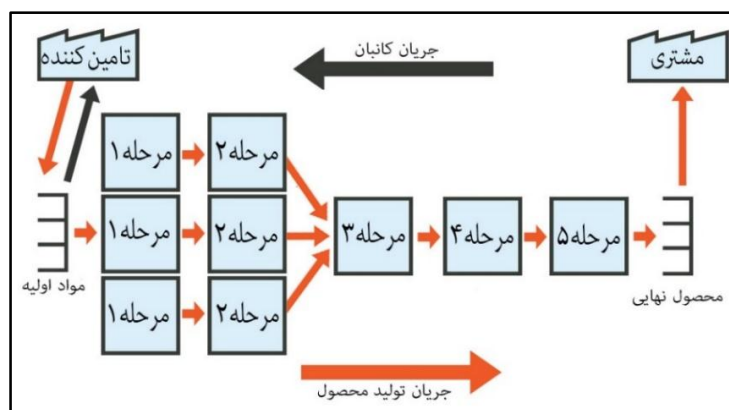 تامین کننده
جریان کانبان
مشتری
مرحله۱
مرحله۲
مرحله۱
مرحله۲
مرحله۳
مرحله۴
مرحله۵
مواد اولیه
محصول نهایی
مرحله۱
مرحله۲
جریان تولید محصول